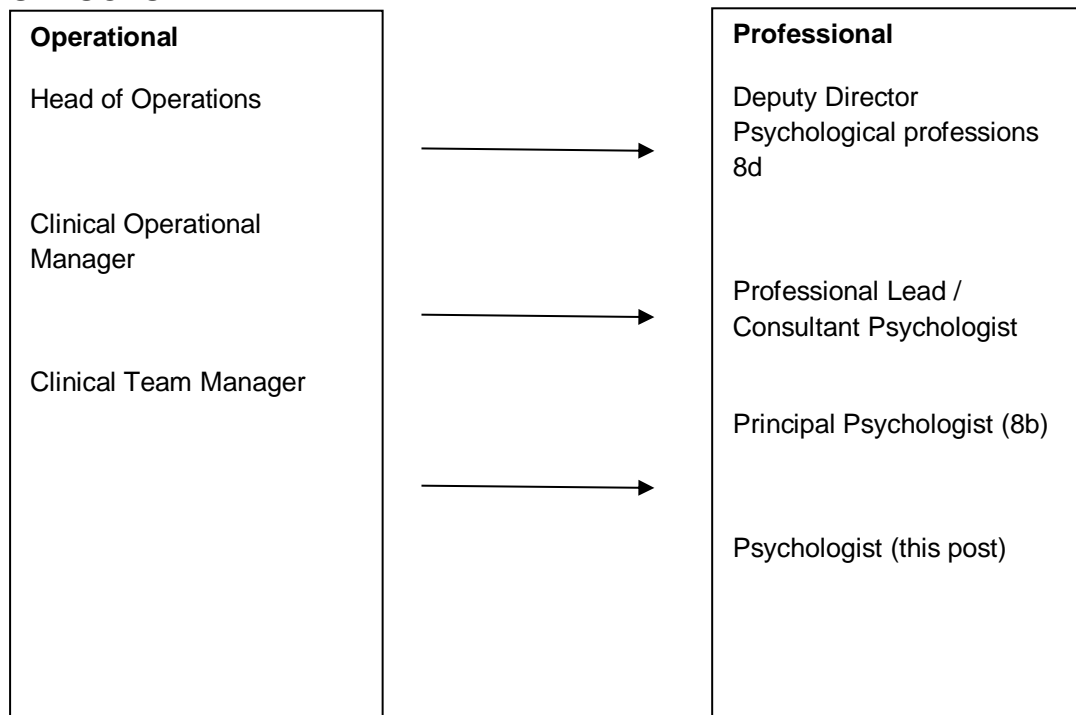 Operational
Head of Operations
Clinical Operational
Manager
Clinical Team Manager
Professional
Deputy Director
Psychological professions
8d
Professional Lead /
Consultant Psychologist
Principal Psychologist (8b)
Psychologist (this post)